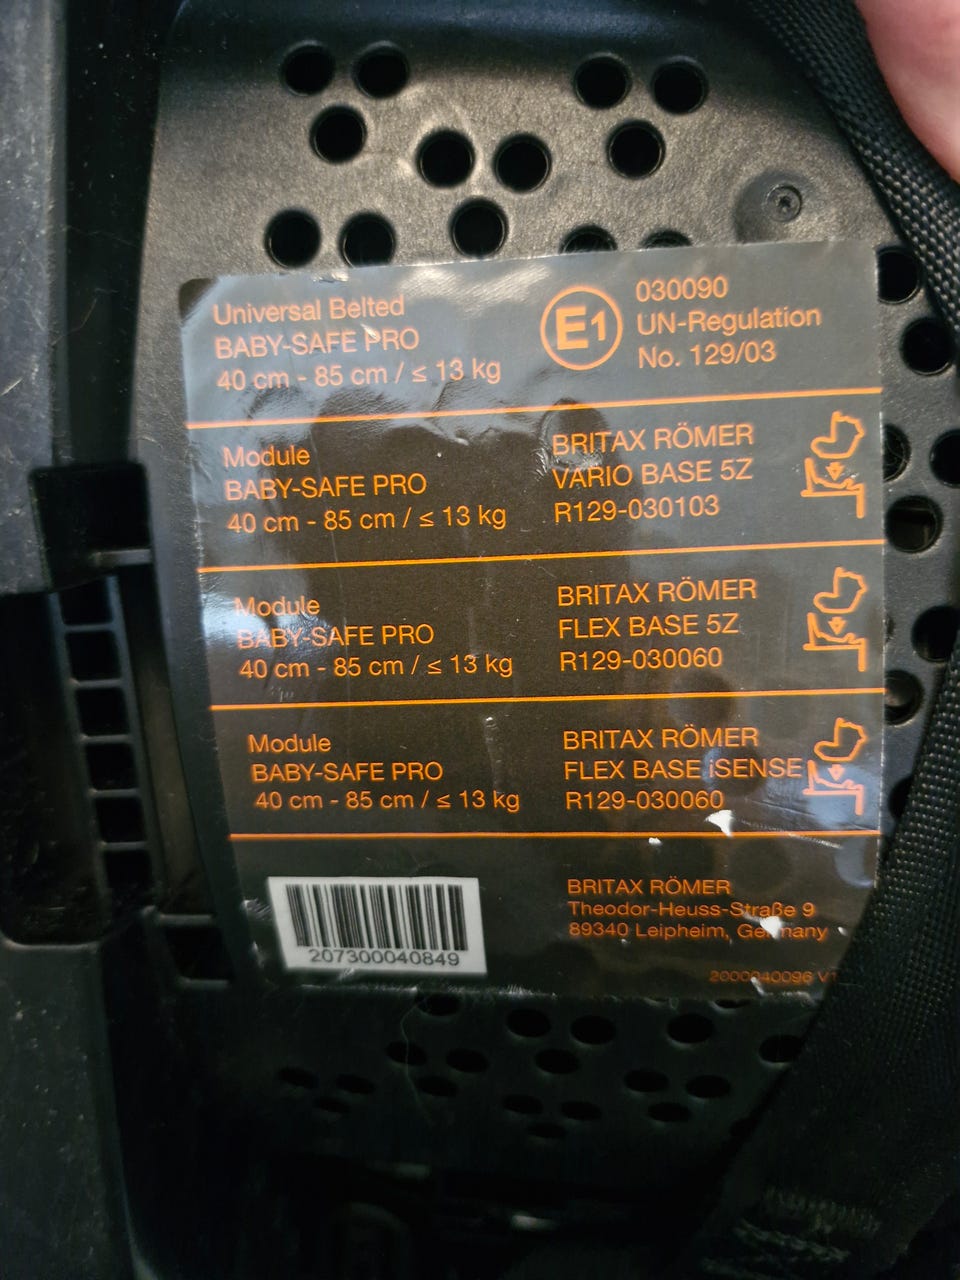 Universal Belted
BABY-SAFE PRO
40 cm - 85 cm / ≤ 13 kg
E1
030090
UN-Regulation
No. 129/03
Module
BABY-SAFE PRO
40 cm - 85 cm / ≤ 13 kg
BRITAX RÖMER
VARIO BASE 5Z
R129-030103
Module
BABY-SAFE PRO
40 cm - 85 cm / ≤ 13 kg
BRITAX RÖMER
FLEX BASE 5Z
R129-030060
Module
BABY-SAFE PRO
40 cm - 85 cm / ≤ 13 kg
BRITAX RÖMER
FLEX BASE iSENSE
R129-030060
207300040849
BRITAX RÖMER
Theodor-Heuss-Straße 9
89340 Leipheim, Germany
2000040096